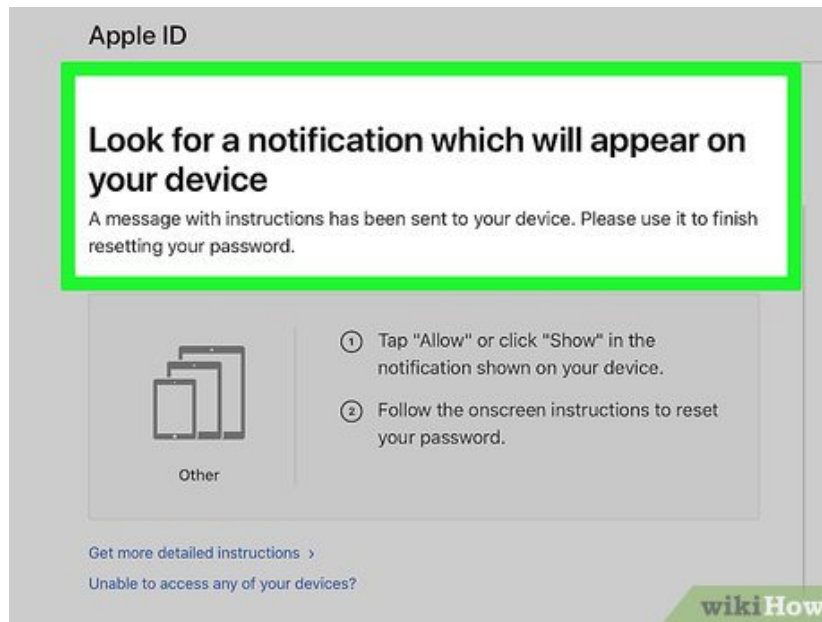 Apple ID
Look for a notification which will appear on
your device
A message with instructions has been sent to your device. Please use it to finish
resetting your password.
1 Tap "Allow" or click "Show" in the
notification shown on your device.
2 Follow the onscreen instructions to reset
your password.
Other
Get more detailed instructions >
Unable to access any of your devices?
wikiHow